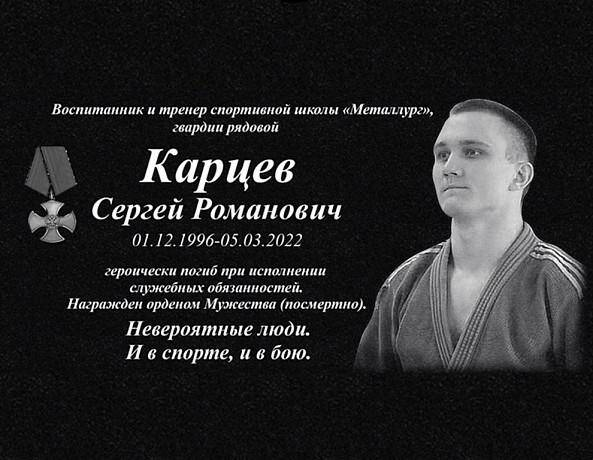 Воспитанник и тренер спортивной школы «Металлург»,
гвардии рядовой
Карцев
Сергей Романович
01.12.1996-05.03.2022
героически погиб при исполнении
служебных обязанностей.
Награжден орденом Мужества (посмертно).
Невероятные люди.
И в спорте, и в бою.